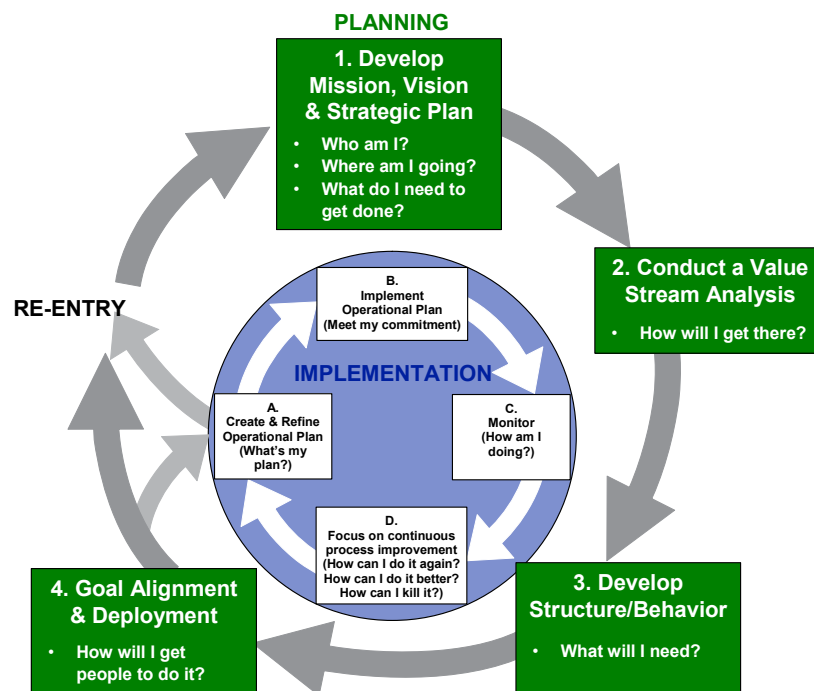 PLANNING
1. Develop
Mission, Vision
& Strategic Plan
• Who am I?
• Where am I going?
• What do I need to
get done?
2. Conduct a Value
Stream Analysis
• How will I get there?
RE-ENTRY
B.
Implement
Operational Plan
(Meet my commitment)
IMPLEMENTATION
A.
Create & Refine
Operational Plan
(What's my
plan?)
C.
Monitor
(How am I
doing?)
D.
Focus on continuous
process improvement
(How can I do it again?
How can I do it better?
How can I kill it?)
4. Goal Alignment
& Deployment
• How will I get
people to do it?
3. Develop
Structure/Behavior
• What will I need?